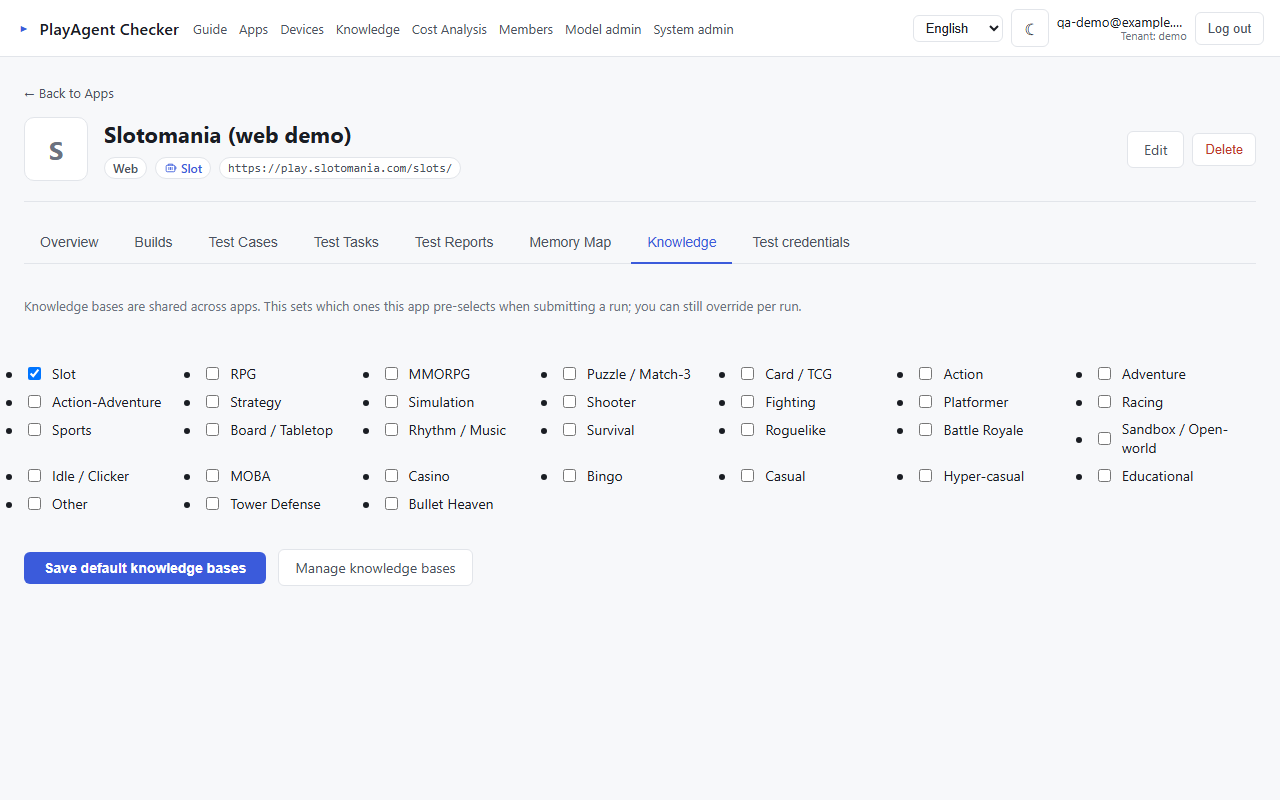 PlayAgent Checker Guide Apps Devices Knowledge Cost Analysis Members Model admin System admin English qa-demo@example.... Log out
Tenant: demo
← Back to Apps
S
Slotomania (web demo)
Web Slot https://play.slotomania.com/slots/
Edit Delete
Overview Builds Test Cases Test Tasks Test Reports Memory Map Knowledge Test credentials
Knowledge bases are shared across apps. This sets which ones this app pre-selects when submitting a run; you can still override per run.
Slot RPG MMORPG Puzzle / Match-3 Card / TCG Action Adventure
Action-Adventure Strategy Simulation Shooter Fighting Platformer Racing
Sports Board / Tabletop Rhythm / Music Survival Roguelike Battle Royale Sandbox / Open-
world
Idle / Clicker MOBA Casino Bingo Casual Hyper-casual Educational
Other Tower Defense Bullet Heaven
Save default knowledge bases Manage knowledge bases